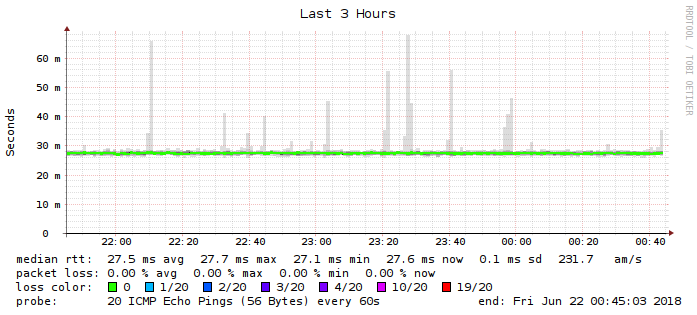 Last 3 Hours
RRDTOOL / TOBI OETIKER
Seconds
60 m
50 m
40 m
30 m
20 m
10 m
0
22:00 22:20 22:40 23:00 23:20 23:40 00:00 00:20 00:40
median rtt: 27.5 ms avg 27.7 ms max 27.1 ms min 27.6 ms now 0.1 ms sd 231.7 am/s
packet loss: 0.00 % avg 0.00 % max 0.00 % min 0.00 % now
loss color: 0 1/20 2/20 3/20 4/20 10/20 19/20
probe: 20 ICMP Echo Pings (56 Bytes) every 60s end: Fri Jun 22 00:45:03 2018